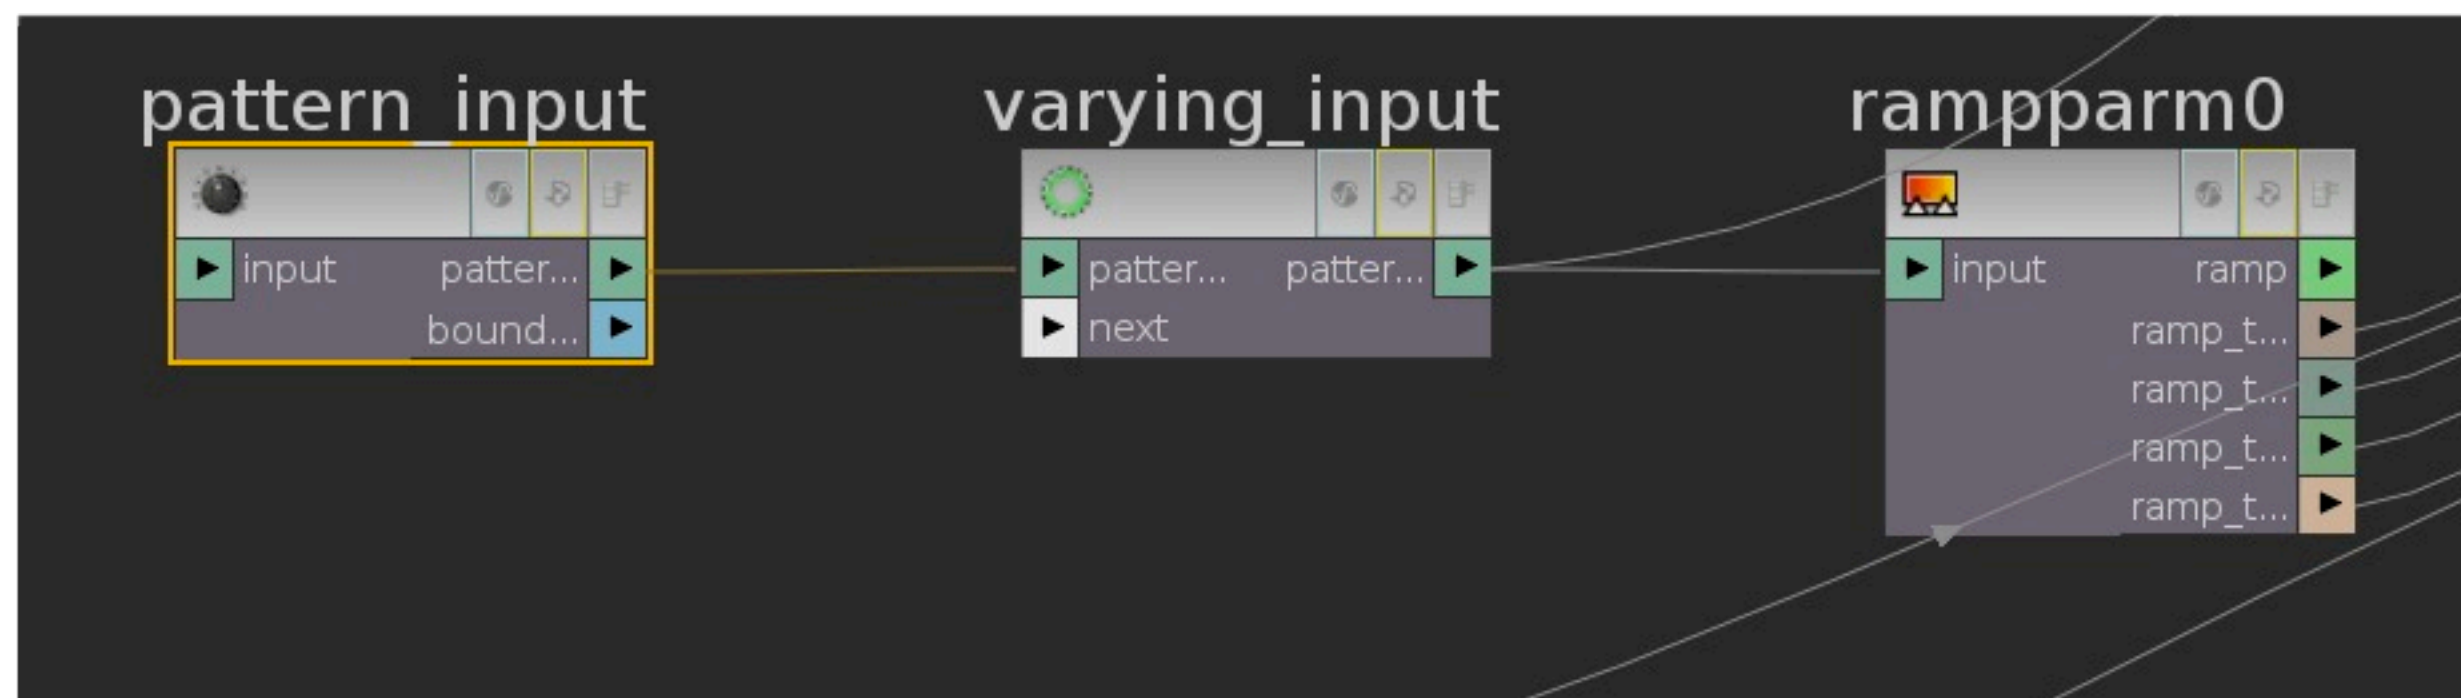 pattern_input
varying_input
rampparm0
input patter...
bound...
patter... patter...
next
input ramp
ramp_t...
ramp_t...
ramp_t...
ramp_t...